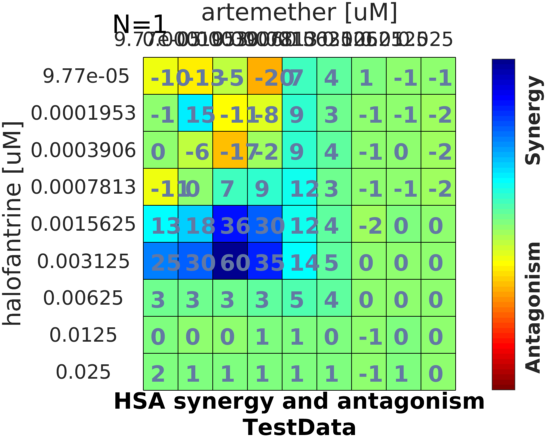 artemether [uM]
N=1
9.77e-05 -10 -13 -5 -20 7 4 1 -1 -1
0.0001953 -1 15 -11 -8 9 3 -1 -1 -2
0.0003906 0 -6 -17 -2 9 4 -1 0 -2
0.0007813 -11 0 7 9 12 3 -1 -1 -2
0.0015625 13 18 36 30 12 4 -2 0 0
0.003125 25 30 60 35 14 5 0 0 0
0.00625 3 3 3 3 5 4 0 0 0
0.0125 0 0 0 1 1 0 -1 0 0
0.025 2 1 1 1 1 1 -1 1 0
halofantrine [uM]
Synergy
Antagonism
HSA synergy and antagonism
TestData